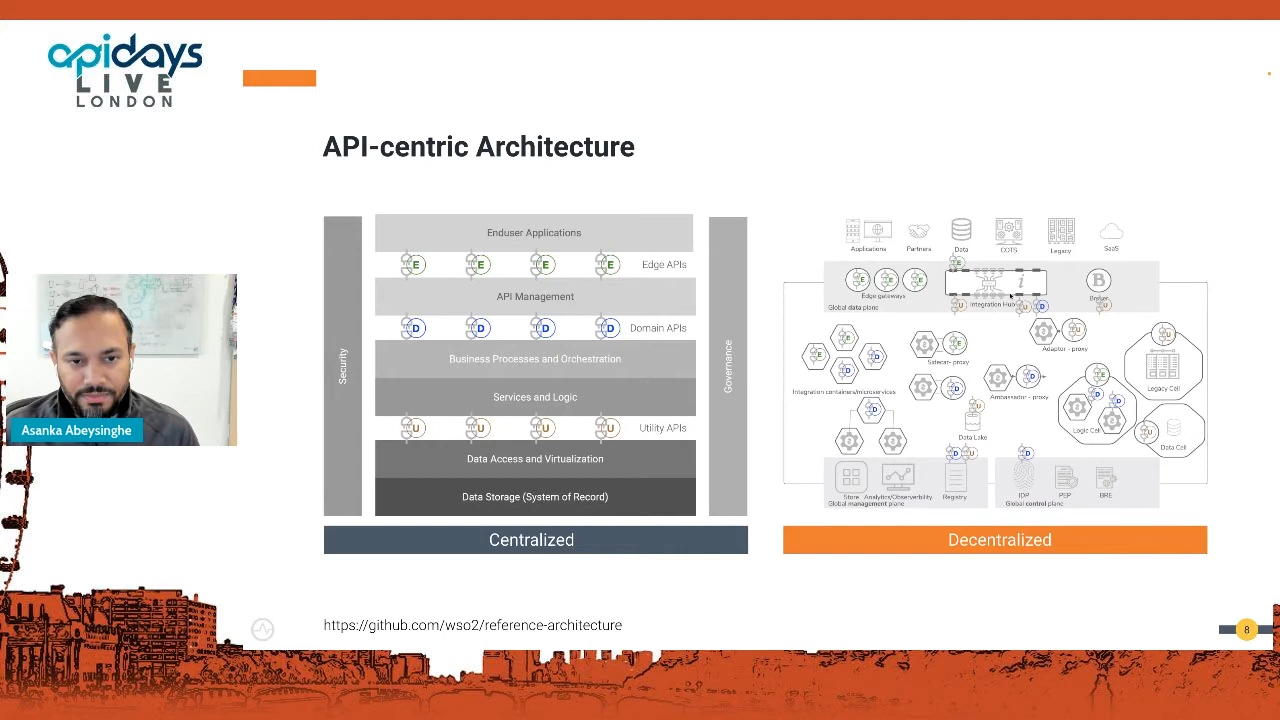 apidays
LIVE
LONDON
API-centric Architecture
Security
Enduser Applications
E E E E Edge APIs
API Management
D D D D Domain APIs
Business Processes and Orchestration
Services and Logic
U U U U Utility APIs
Data Access and Virtualization
Data Storage (System of Record)
Governance
Centralized
Applications Partners Data COTS Legacy SaaS
E
E E E i B
Edge gateways Integration Hub Broker
Global data plane U U D U
E E D D
Integration containers/microservices
D
E D
Sidecar- proxy
U
Adaptor - proxy
D
Ambassador - proxy
U
Data Lake
E D D
Logic Cell
U
Legacy Cell
U
Data Cell
D U D
Store Analytics/Observerbility Registry
Global management plane
IDP PEP BRE
Global control plane
Decentralized
Asanka Abeysinghe
https://github.com/wso2/reference-architecture
8